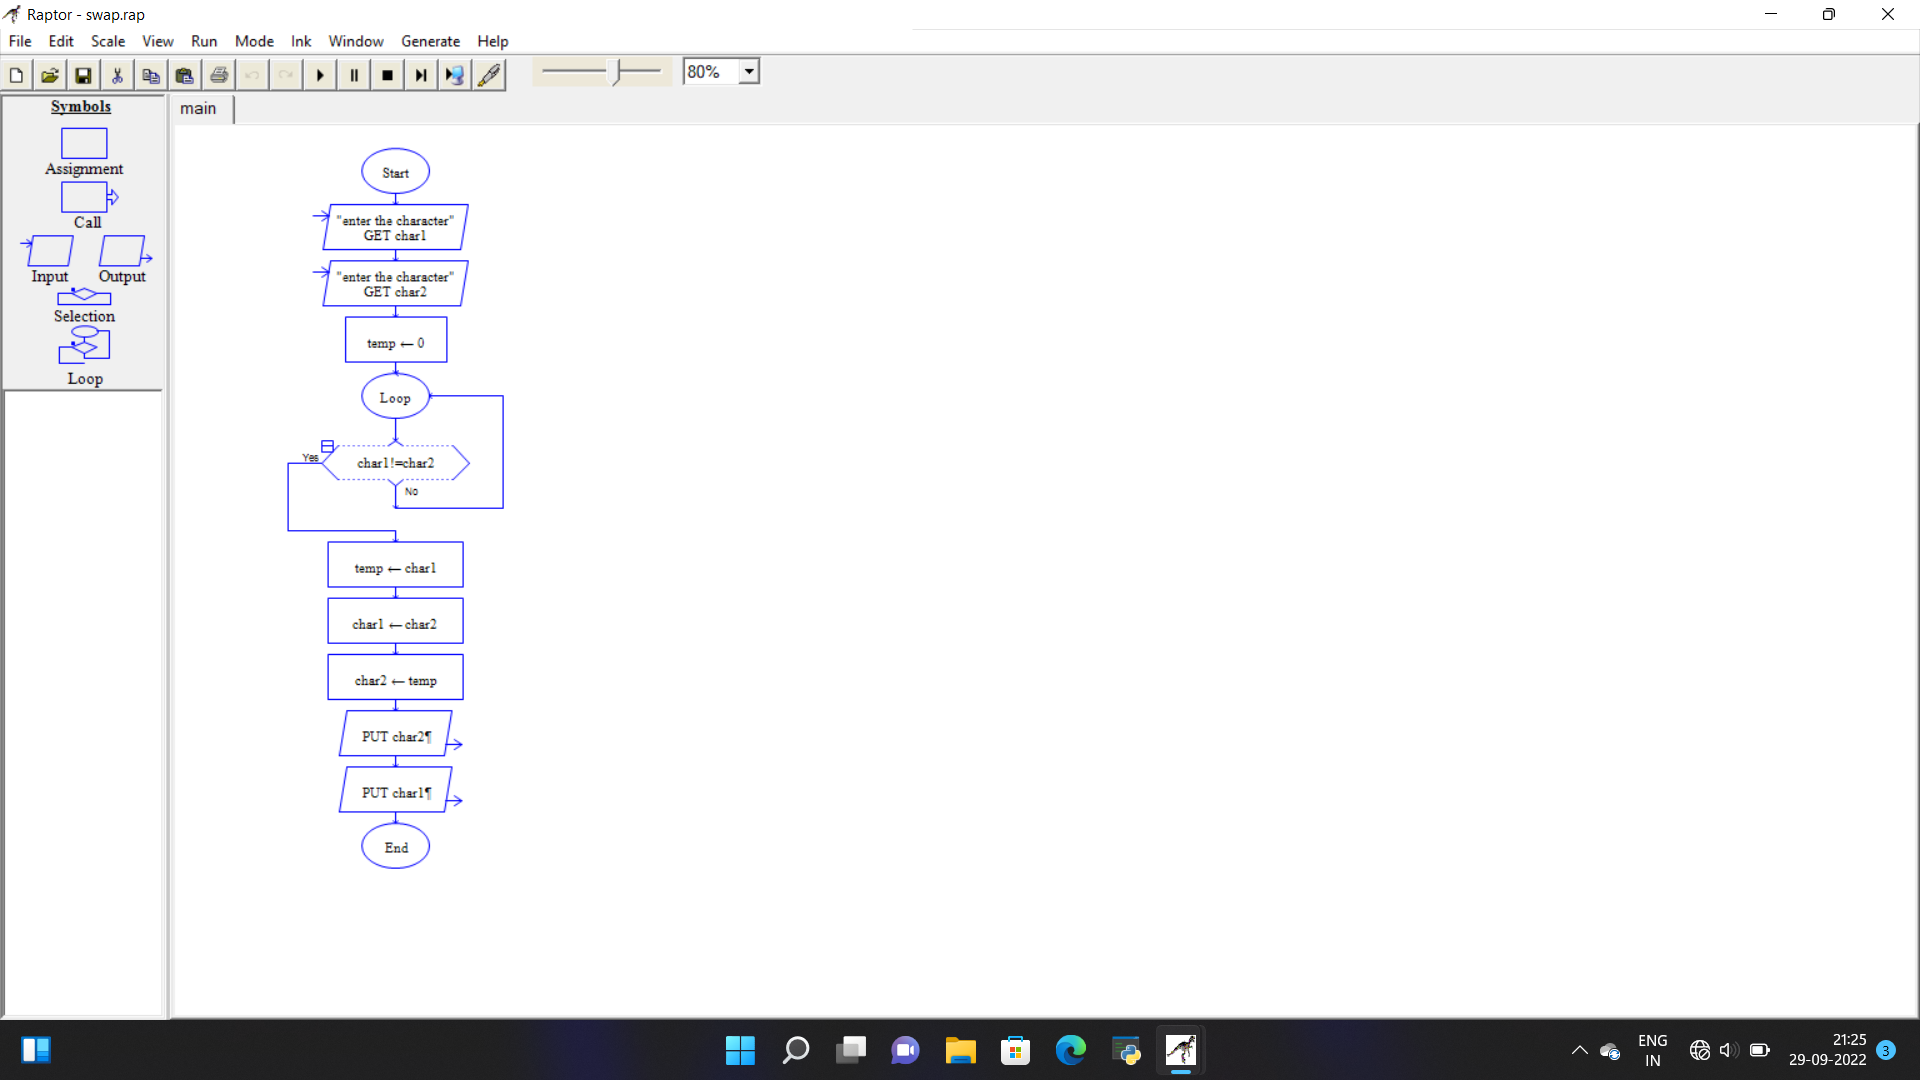 Raptor - swap.rap
File Edit Scale View Run Mode Ink Window Generate Help
80%
Symbols
Assignment
Call
Input Output
Selection
Loop
main
Start
"enter the character"
GET char1
"enter the character"
GET char2
temp ← 0
Loop
Yes
char1!=char2
No
temp ← char1
char1 ← char2
char2 ← temp
PUT char2¶
PUT char1¶
End
ENG
IN
21:25
29-09-2022
3